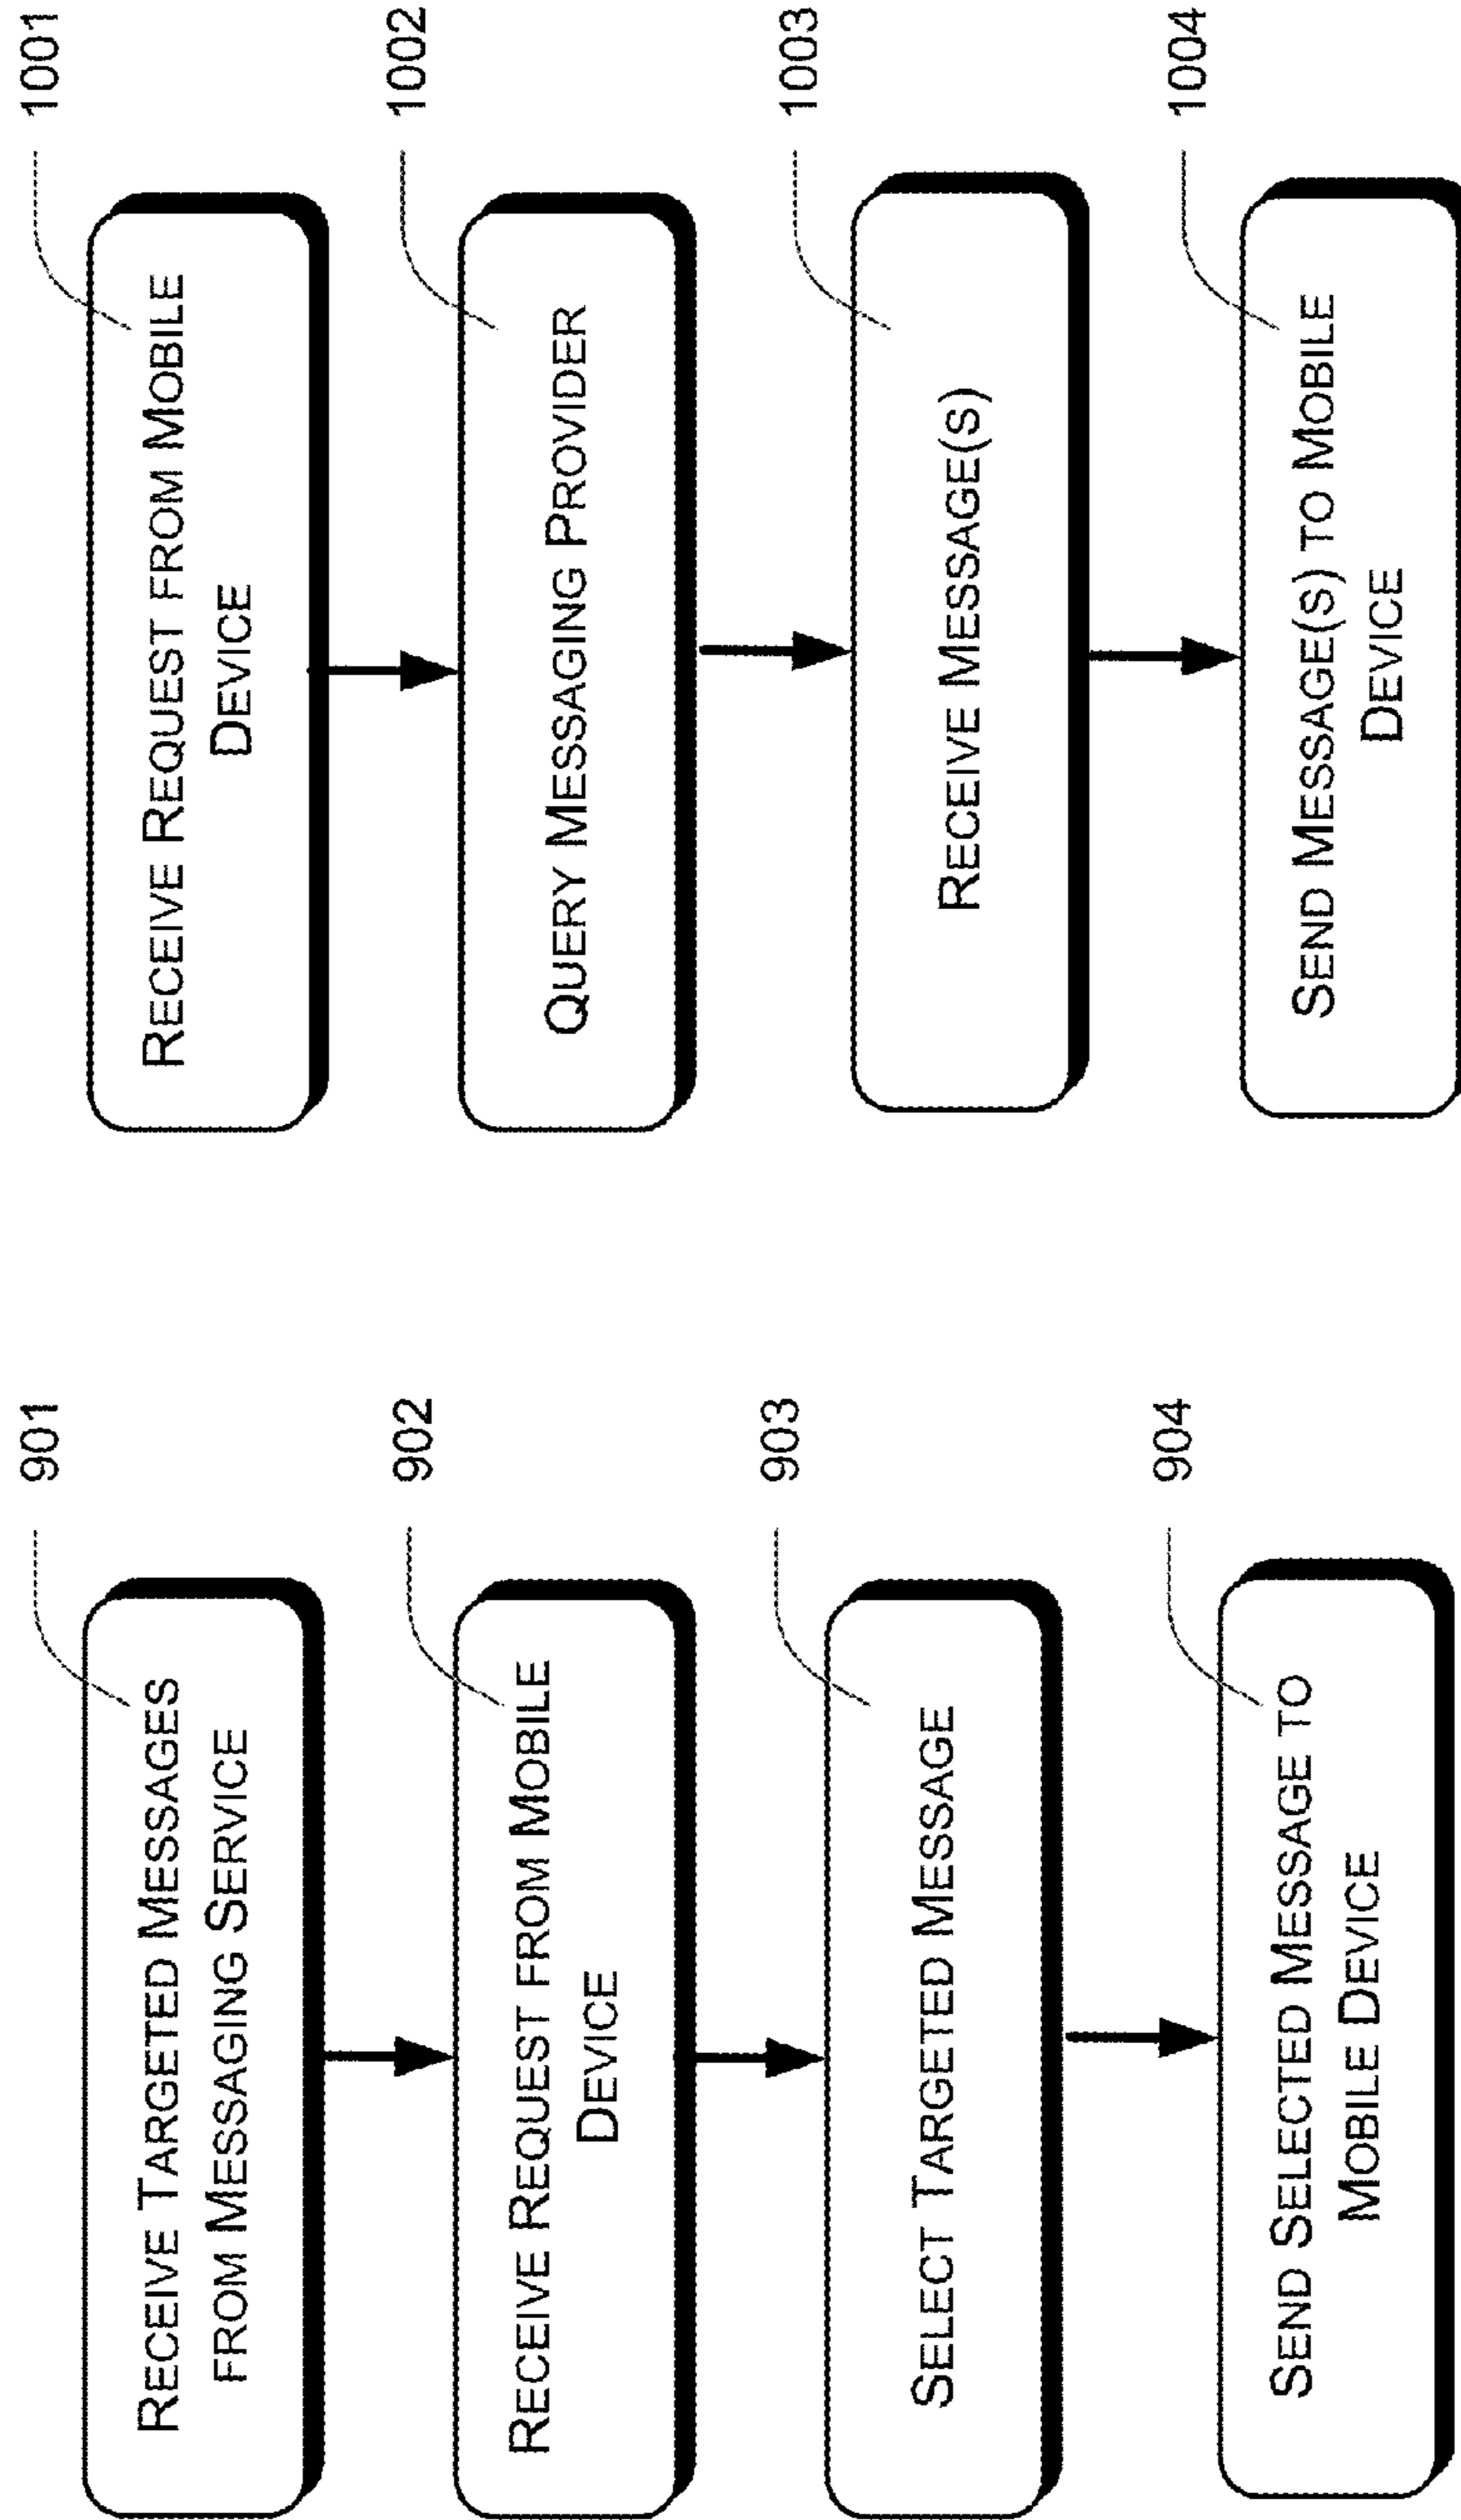 901
RECEIVE TARGETED MESSAGES
FROM MESSAGING SERVICE
902
RECEIVE REQUEST FROM MOBILE
DEVICE
903
SELECT TARGETED MESSAGE
904
SEND SELECTED MESSAGE TO
MOBILE DEVICE
1001
RECEIVE REQUEST FROM MOBILE
DEVICE
1002
QUERY MESSAGING PROVIDER
1003
RECEIVE MESSAGE(S)
1004
SEND MESSAGE(S) TO MOBILE
DEVICE